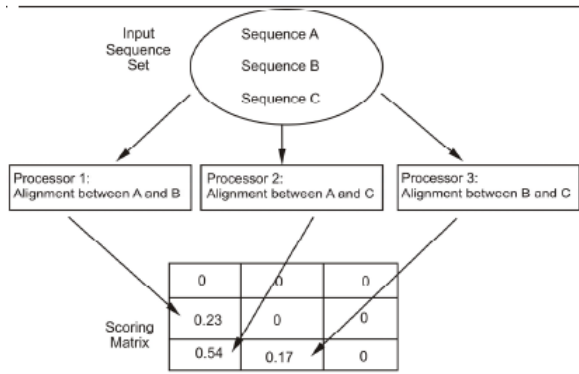 Input
Sequence
Set
Sequence A
Sequence B
Sequence C
Processor 1:
Alignment between A and B
Processor 2:
Alignment between A and C
Processor 3:
Alignment between B and C
Scoring
Matrix
0 0 0
0.23 0 0
0.54 0.17 0